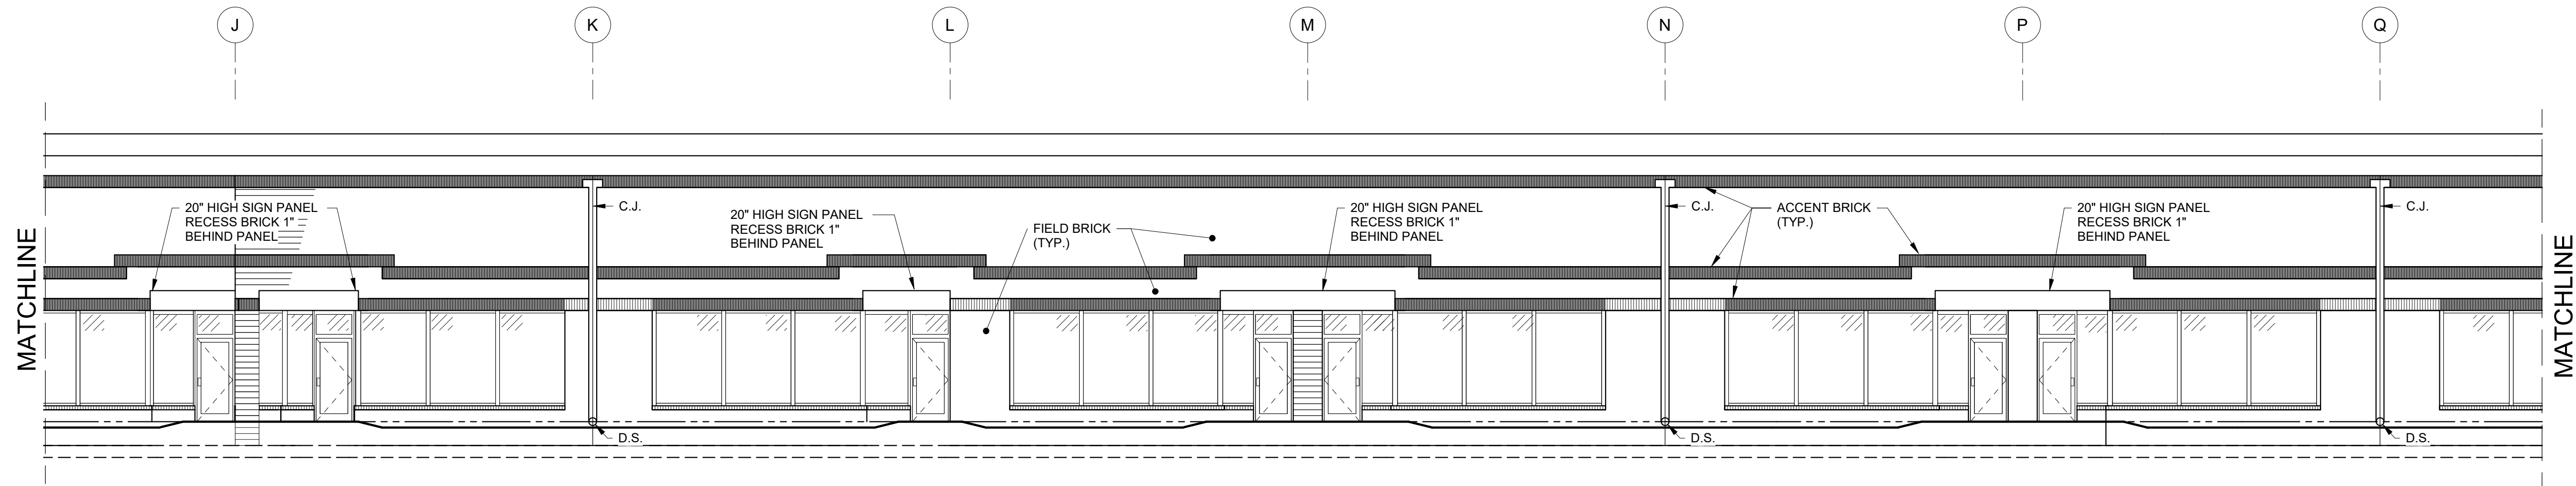 J
K
L
M
N
P
Q
MATCHLINE
20" HIGH SIGN PANEL
RECESS BRICK 1"
BEHIND PANEL
C.J.
20" HIGH SIGN PANEL
RECESS BRICK 1"
BEHIND PANEL
FIELD BRICK
(TYP.)
20" HIGH SIGN PANEL
RECESS BRICK 1"
BEHIND PANEL
C.J.
ACCENT BRICK
(TYP.)
20" HIGH SIGN PANEL
RECESS BRICK 1"
BEHIND PANEL
C.J.
MATCHLINE
D.S.
D.S.
D.S.